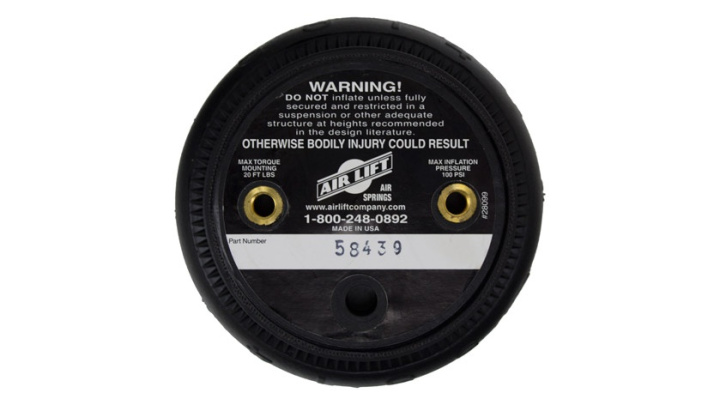 WARNING!
DO NOT inflate unless fully
secured and restricted in a
suspension or other adequate
structure at heights recommended
in the design literature.
OTHERWISE BODILY INJURY COULD RESULT
MAX TORQUE
MOUNTING
20 FT LBS
AIR LIFT
AIR
SPRINGS
MAX INFLATION
PRESSURE
100 PSI
www.airliftcompany.com
1-800-248-0892
MADE IN USA
#28099
Part Number
58439